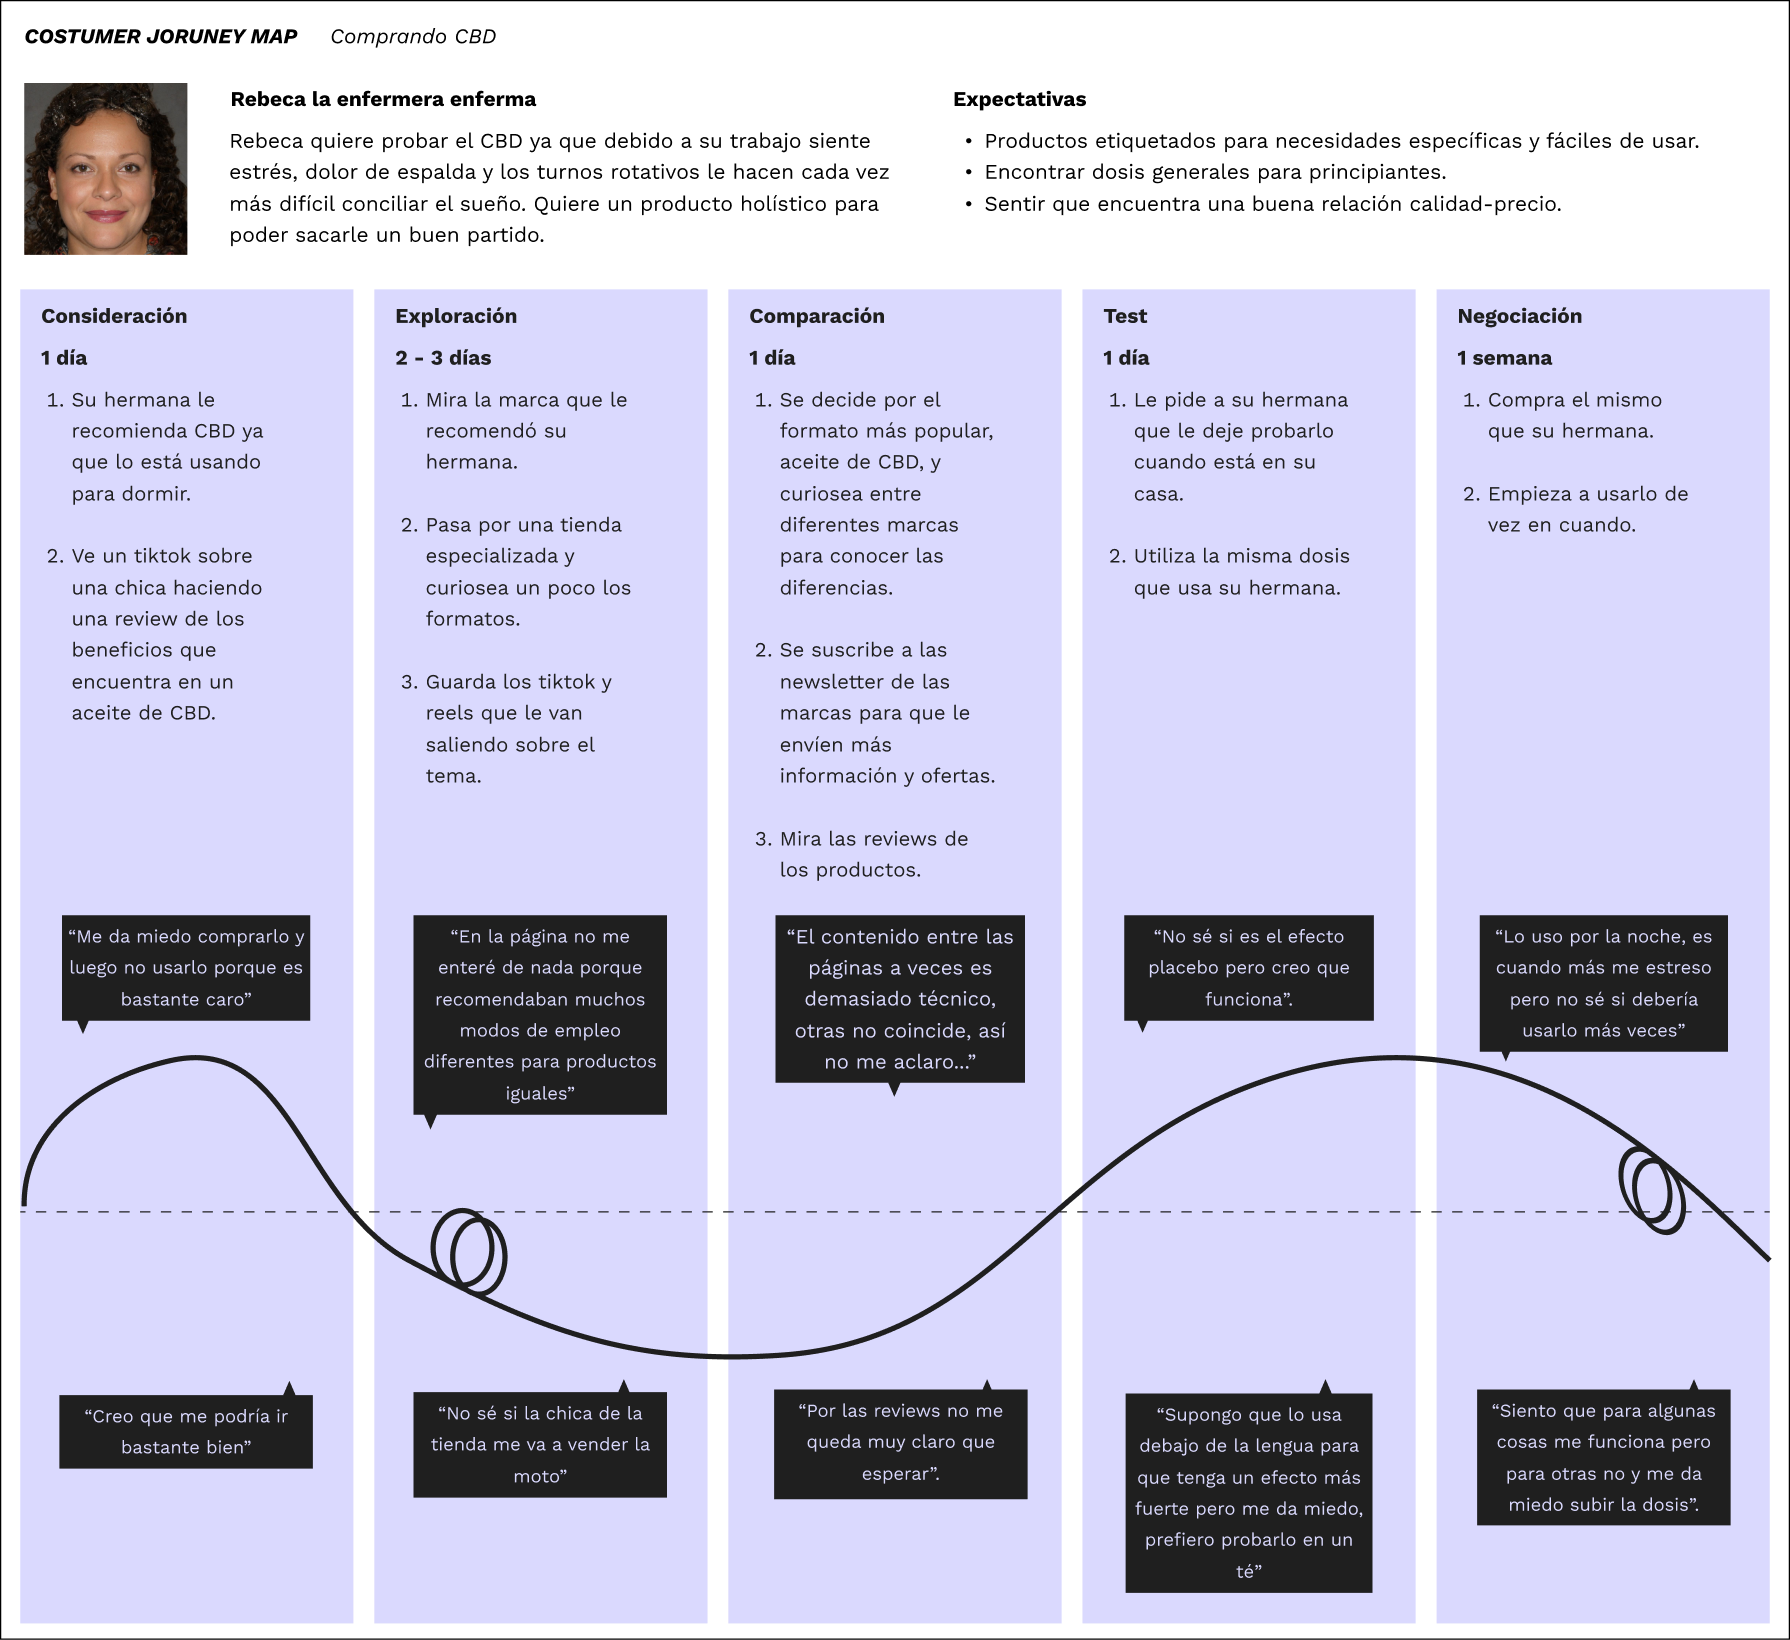 COSTUMER JORUNEY MAP Comprando CBD
Rebeca la enfermera enferma
Rebeca quiere probar el CBD ya que debido a su trabajo siente
estrés, dolor de espalda y los turnos rotativos le hacen cada vez
más difícil conciliar el sueño. Quiere un producto holístico para
poder sacarle un buen partido.
Expectativas
• Productos etiquetados para necesidades específicas y fáciles de usar.
• Encontrar dosis generales para principiantes.
• Sentir que encuentra una buena relación calidad-precio.
Consideración
1 día
1. Su hermana le
recomienda CBD ya
que lo está usando
para dormir.
2. Ve un tiktok sobre
una chica haciendo
una review de los
beneficios que
encuentra en un
aceite de CBD.
“Me da miedo comprarlo y
luego no usarlo porque es
bastante caro”
“Creo que me podría ir
bastante bien”
Exploración
2 - 3 días
1. Mira la marca que le
recomendó su
hermana.
2. Pasa por una tienda
especializada y
curiosea un poco los
formatos.
3. Guarda los tiktok y
reels que le van
saliendo sobre el
tema.
“En la página no me
enteré de nada porque
recomendaban muchos
modos de empleo
diferentes para productos
iguales”
“No sé si la chica de la
tienda me va a vender la
moto”
Comparación
1 día
1. Se decide por el
formato más popular,
aceite de CBD, y
curiosea entre
diferentes marcas
para conocer las
diferencias.
2. Se suscribe a las
newsletter de las
marcas para que le
envíen más
información y ofertas.
3. Mira las reviews de
los productos.
“El contenido entre las
páginas a veces es
demasiado técnico,
otras no coincide, así
no me aclaro...”
“Por las reviews no me
queda muy claro que
esperar”.
Test
1 día
1. Le pide a su hermana
que le deje probarlo
cuando está en su
casa.
2. Utiliza la misma dosis
que usa su hermana.
“No sé si es el efecto
placebo pero creo que
funciona”.
“Supongo que lo usa
debajo de la lengua para
que tenga un efecto más
fuerte pero me da miedo,
prefiero probarlo en un
té”
Negociación
1 semana
1. Compra el mismo
que su hermana.
2. Empieza a usarlo de
vez en cuando.
“Lo uso por la noche, es
cuando más me estreso
pero no sé si debería
usarlo más veces”
“Siento que para algunas
cosas me funciona pero
para otras no y me da
miedo subir la dosis”.